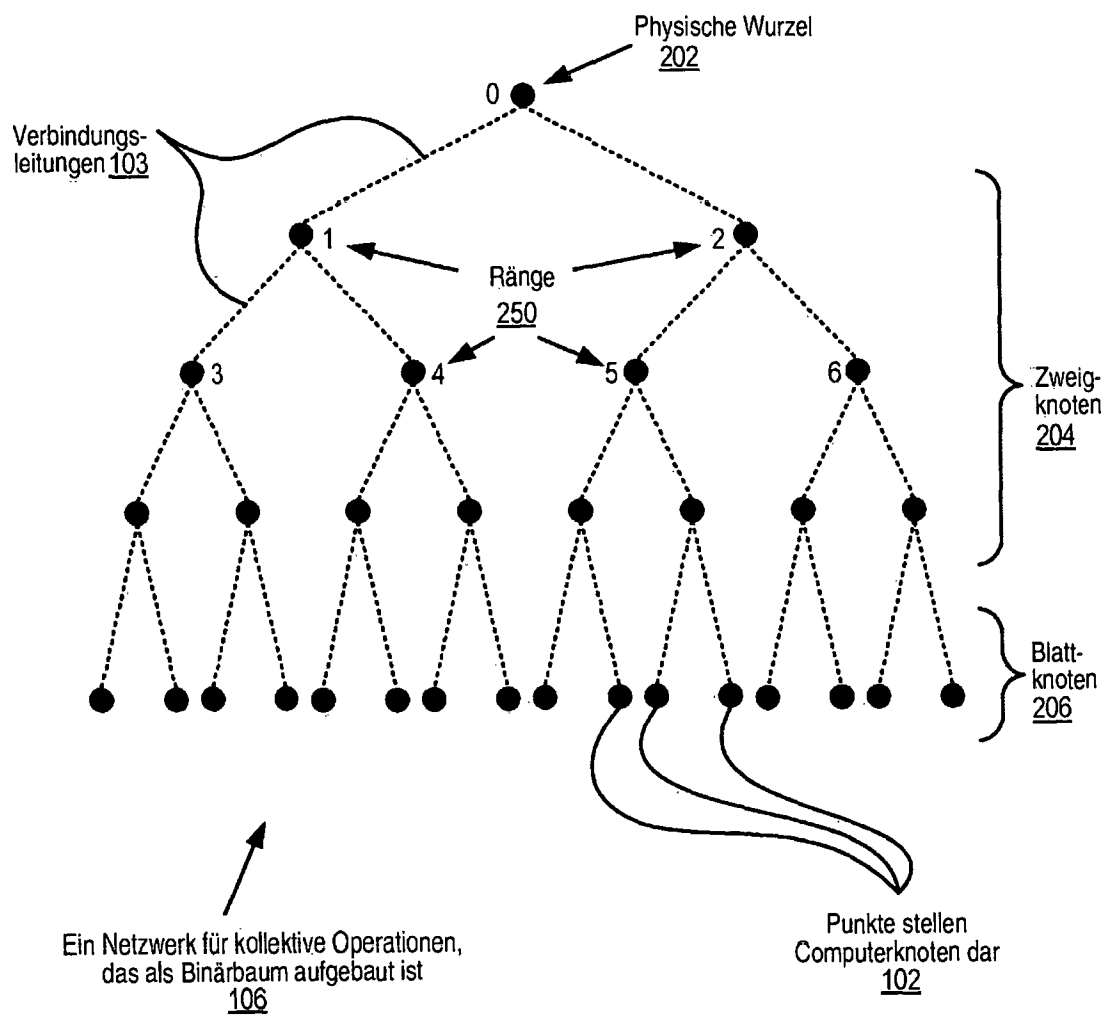 Physische Wurzel
202
0
Verbindungs-
leitungen 103
1
2
Ränge
250
3
4
5
6
Zweig-
knoten
204
Blatt-
knoten
206
Ein Netzwerk für kollektive Operationen,
das als Binärbaum aufgebaut ist
106
Punkte stellen
Computerknoten dar
102